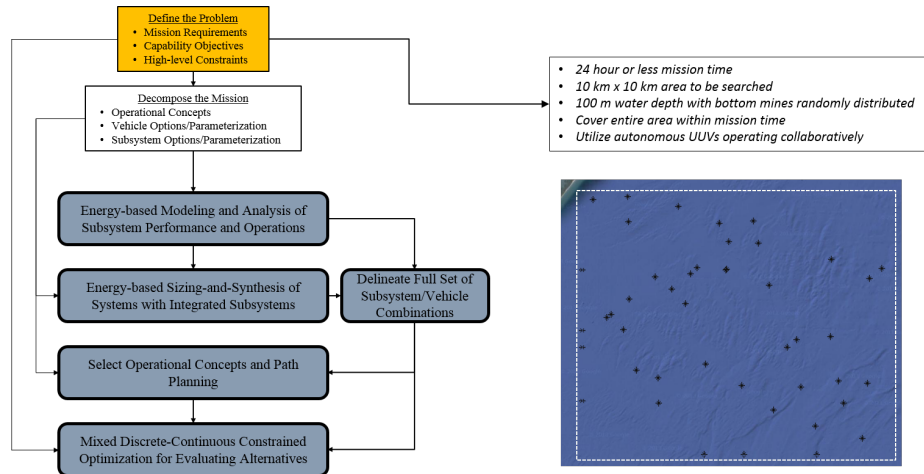 Define the Problem
• Mission Requirements
• Capability Objectives
• High-level Constraints
Decompose the Mission
• Operational Concepts
• Vehicle Options/Parameterization
• Subsystem Options/Parameterization
Energy-based Modeling and Analysis of
Subsystem Performance and Operations
Energy-based Sizing-and-Synthesis of
Systems with Integrated Subsystems
Delineate Full Set of
Subsystem/Vehicle
Combinations
Select Operational Concepts and Path
Planning
Mixed Discrete-Continuous Constrained
Optimization for Evaluating Alternatives
• 24 hour or less mission time
• 10 km x 10 km area to be searched
• 100 m water depth with bottom mines randomly distributed
• Cover entire area within mission time
• Utilize autonomous UUVs operating collaboratively